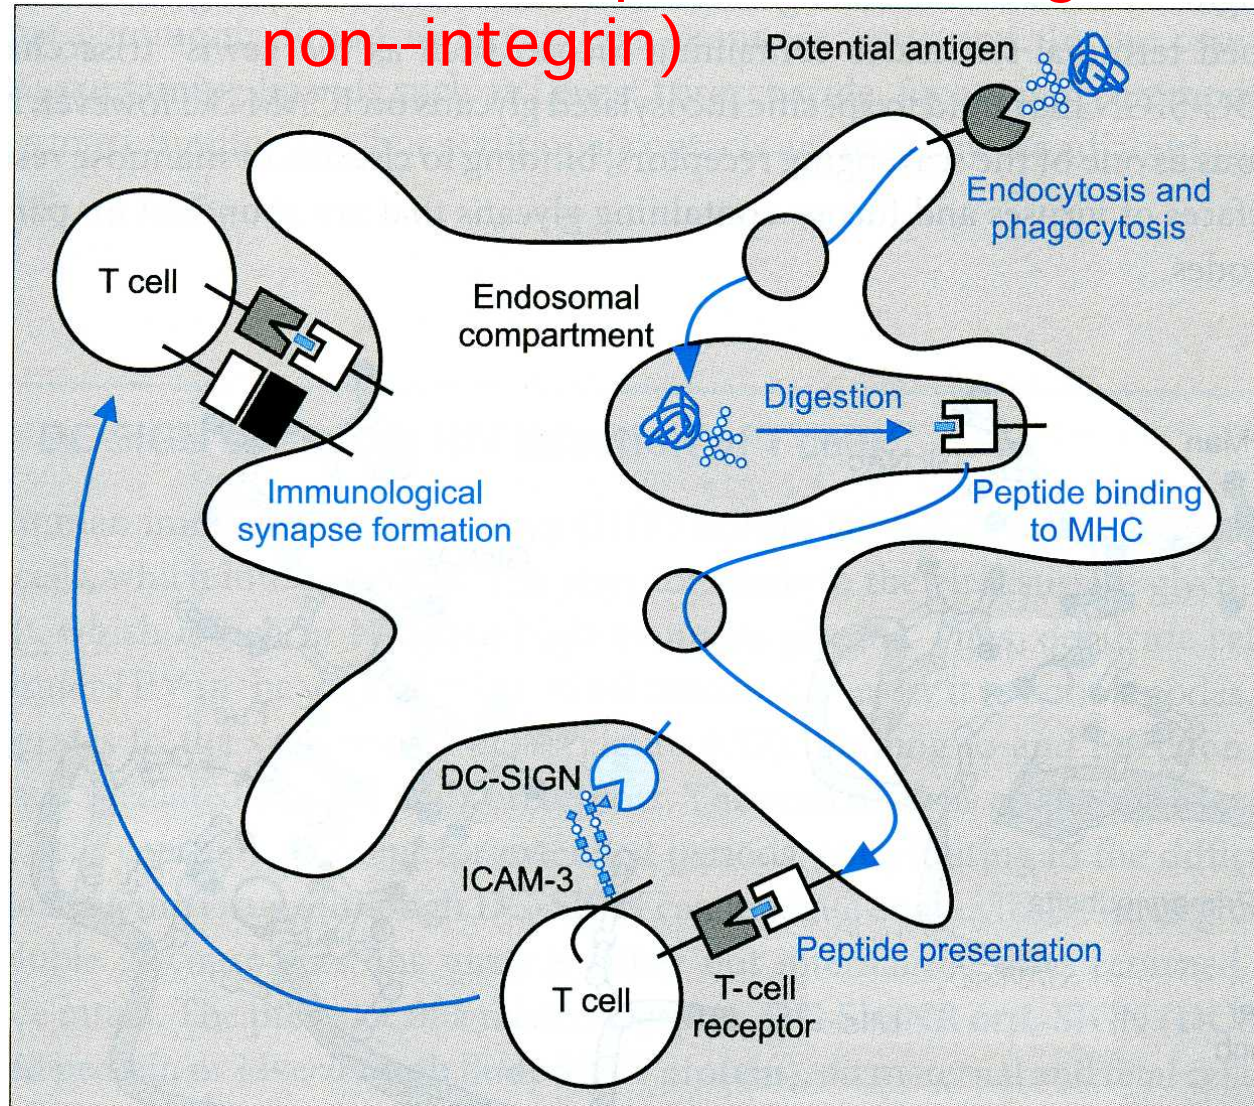 non--integrin)
Potential antigen
Endocytosis and
phagocytosis
T cell
Endosomal
compartment
Digestion
Peptide binding
to MHC
Immunological
synapse formation
DC-SIGN
ICAM-3
Peptide presentation
T-cell
receptor
T cell